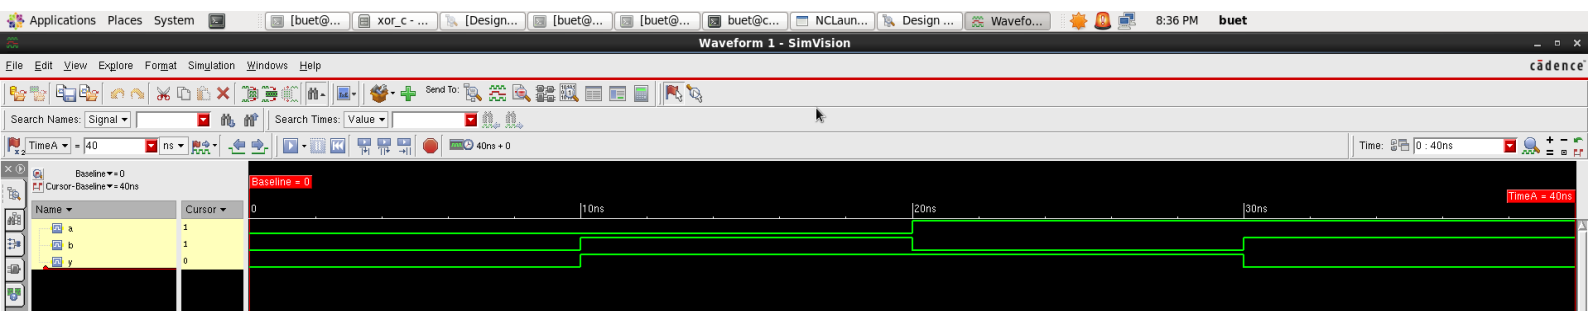 Applications Places System [buet@... xor_c - ... [Design... [buet@... [buet@... buet@c... NCLaun... Design ... Wavefo... 8:36 PM buet
Waveform 1 - SimVision
File Edit View Explore Format Simulation Windows Help cādence
Send To:
Search Names: Signal Search Times: Value
TimeA = 40 ns 40ns + 0 Time: 0 : 40ns
Baseline = 0
Cursor-Baseline = 40ns
Baseline = 0
TimeA = 40ns
Name Cursor 0 10ns 20ns 30ns
a 1
b 1
y 0